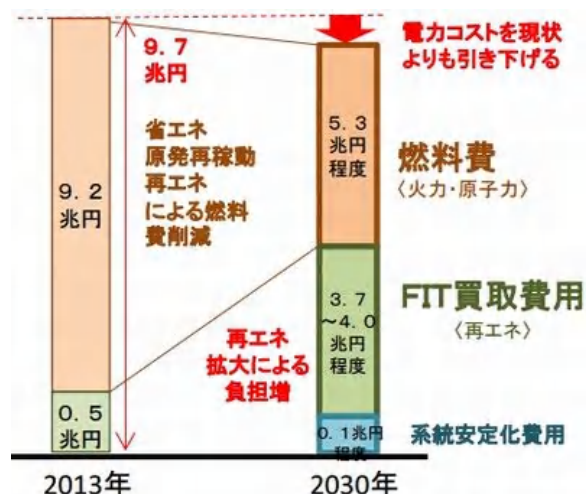 9.7
兆円
電力コストを現状
よりも引き下げる
省エネ
原発再稼動
再エネ
による燃料
費削減
9.2
兆円
5.3
兆円
程度
燃料費
〈火力・原子力〉
3.7
～4.0
兆円
程度
FIT買取費用
〈再エネ〉
再エネ
拡大による
負担増
0.5
兆円
0.1兆円
程度
系統安定化費用
2013年
2030年